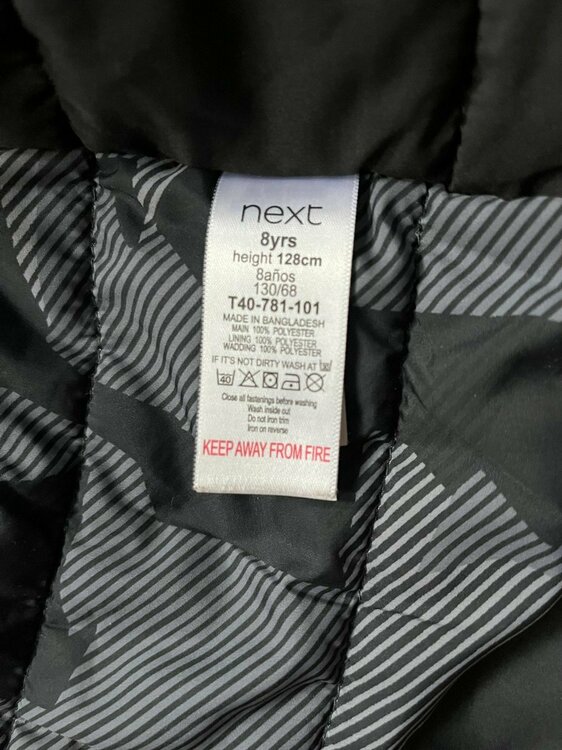 next
8yrs
height 128cm
8años
130/68
T40-781-101
MADE IN BANGLADESH
MAIN 100% POLYESTER
LINING 100% POLYESTER
WADDING 100% POLYESTER
IF IT'S NOT DIRTY WASH AT 30
40
Close all fastenings before washing
Wash inside out
Do not iron trim
Iron on reverse
KEEP AWAY FROM FIRE